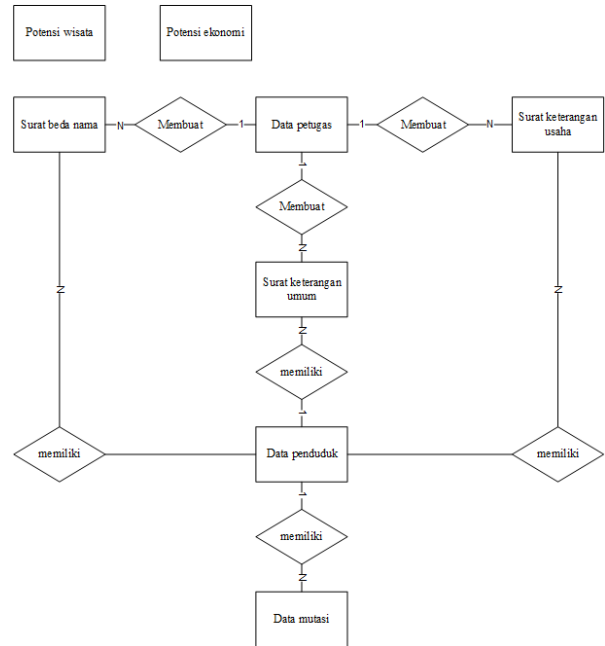 Potensi wisata
Potensi ekonomi
Surat beda nama
N
Membuat
1
Data petugas
1
Membuat
N
Surat keterangan
usaha
1
Membuat
N
Surat keterangan
umum
N
N
N
memiliki
1
memiliki
Data penduduk
memiliki
1
memiliki
N
Data mutasi